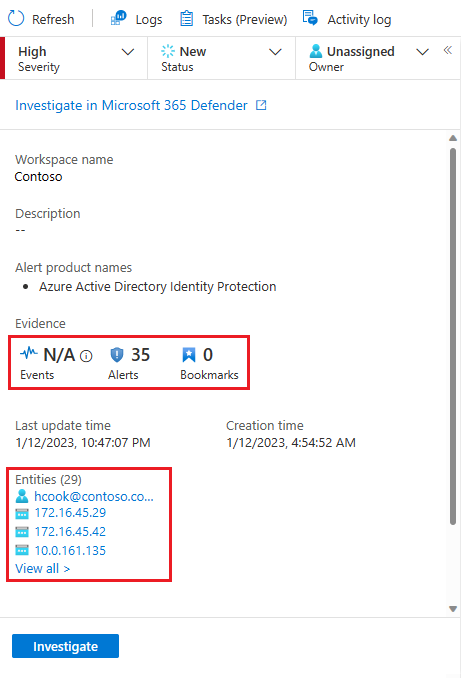 Refresh Logs Tasks (Preview) Activity log
High New Unassigned
Severity Status Owner
Investigate in Microsoft 365 Defender
Workspace name
Contoso
Description
--
Alert product names
• Azure Active Directory Identity Protection
Evidence
N/A 35 0
Events Alerts Bookmarks
Last update time Creation time
1/12/2023, 10:47:07 PM 1/12/2023, 4:54:52 AM
Entities (29)
hcook@contoso.co...
172.16.45.29
172.16.45.42
10.0.161.135
View all >
Investigate